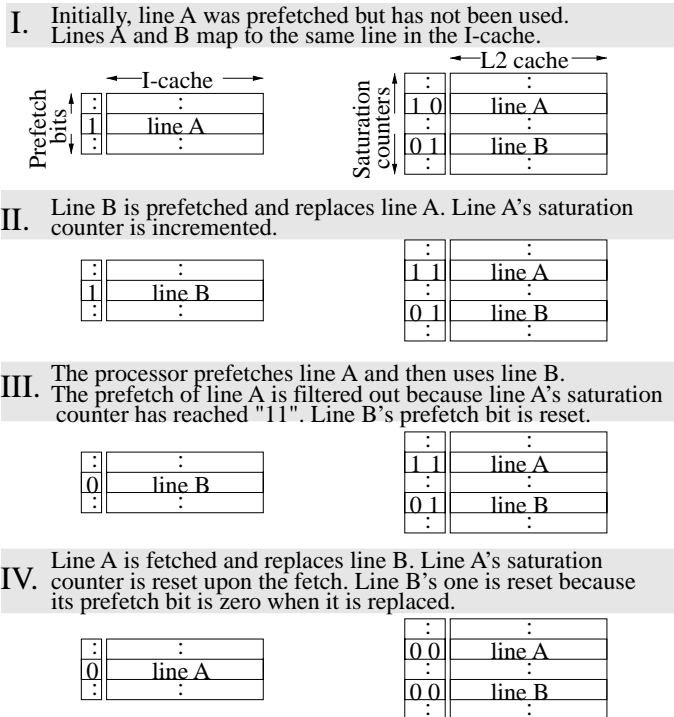 I. Initially, line A was prefetched but has not been used.
Lines A and B map to the same line in the I-cache.
I-cache
L2 cache
Prefetch bits
Saturation counters
:
:
:
:
1
line A
1 0
line A
:
:
:
:
0 1
line B
:
:
II. Line B is prefetched and replaces line A. Line A's saturation
counter is incremented.
:
:
:
:
1
line B
1 1
line A
:
:
:
:
0 1
line B
:
:
III. The processor prefetches line A and then uses line B.
The prefetch of line A is filtered out because line A's saturation
counter has reached "11". Line B's prefetch bit is reset.
:
:
:
:
0
line B
1 1
line A
:
:
:
:
0 1
line B
:
:
IV. Line A is fetched and replaces line B. Line A's saturation
counter is reset upon the fetch. Line B's one is reset because
its prefetch bit is zero when it is replaced.
:
:
:
:
0
line A
0 0
line A
:
:
:
:
0 0
line B
:
: